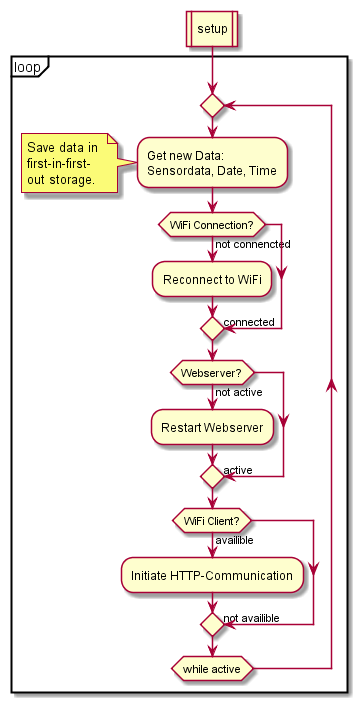 setup
loop
Save data in
first-in-first-
out storage.
Get new Data:
Sensordata, Date, Time
WiFi Connection?
not connencted
Reconnect to WiFi
connected
Webserver?
not active
Restart Webserver
active
WiFi Client?
availible
Initiate HTTP-Communication
not availible
while active